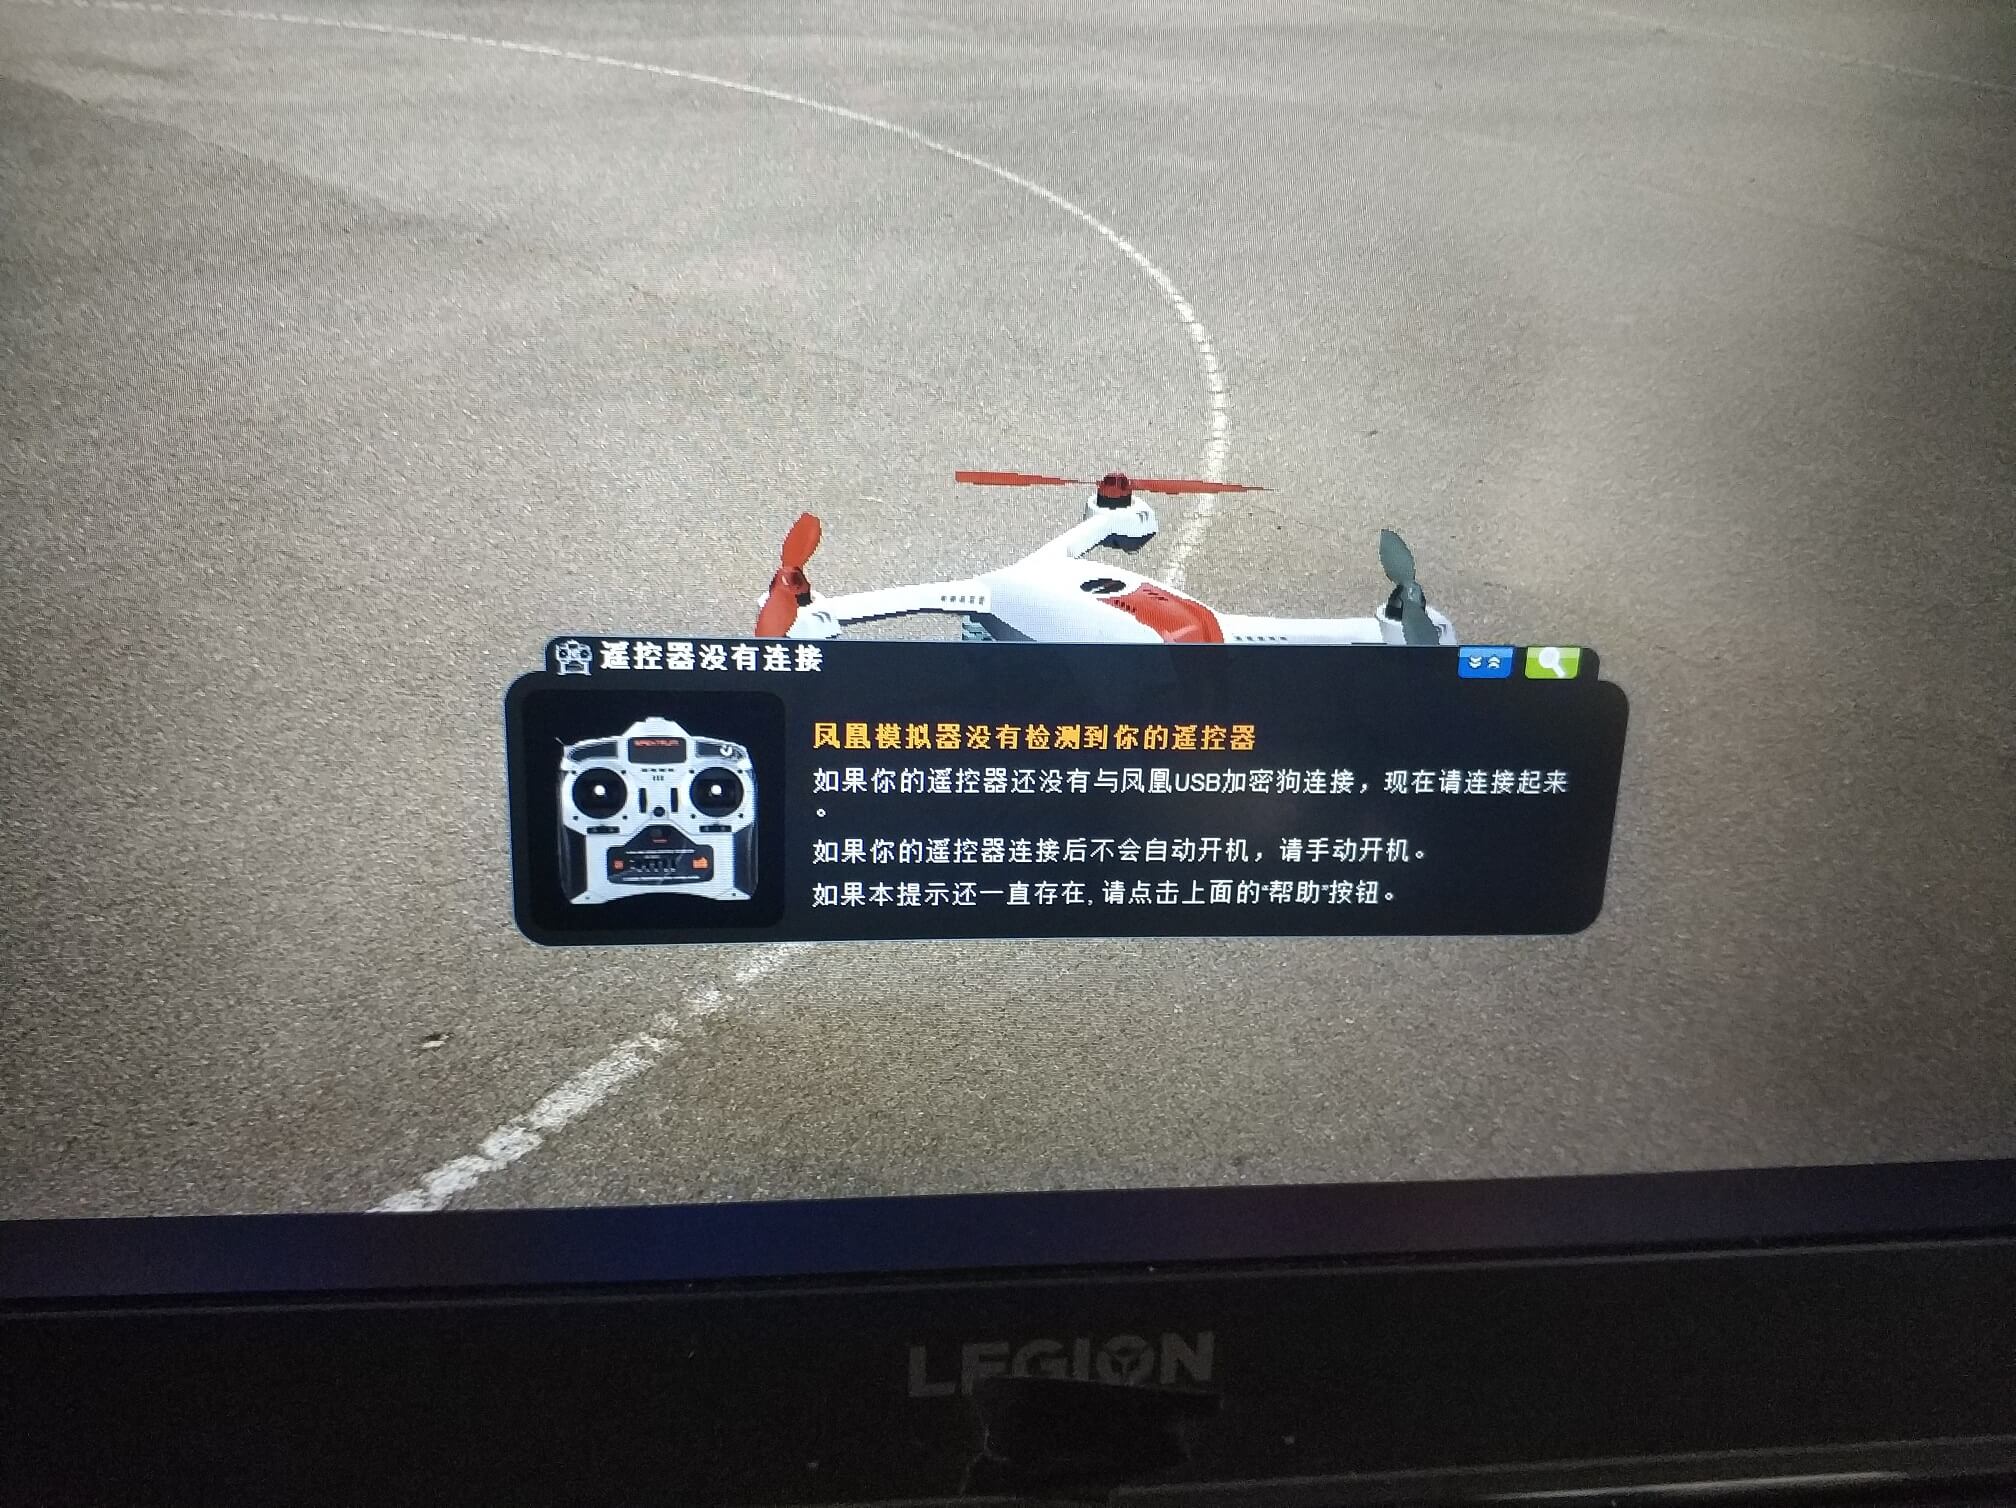 遥控器没有连接
凤凰模拟器没有检测到你的遥控器
如果你的遥控器还没有与凤凰USB加密狗连接，现在请连接起来
。
如果你的遥控器连接后不会自动开机，请手动开机。
如果本提示还一直存在,请点击上面的“帮助”按钮。
LEGION